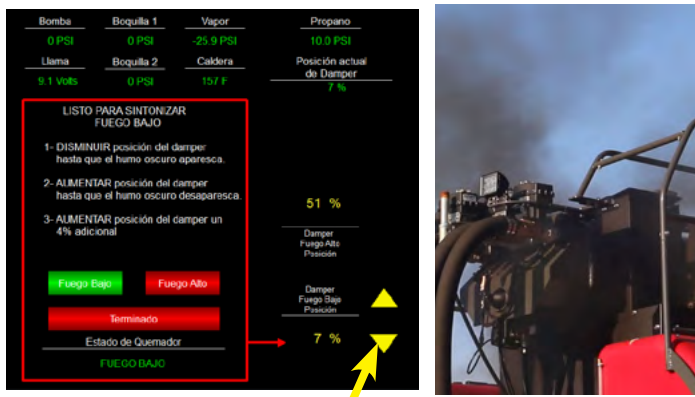 Bomba Boquilla 1 Vapor Propano
0 PSI 0 PSI -25.9 PSI 10.0 PSI
Llama Boquilla 2 Caldera Posición actual
de Damper
9.1 Volts 0 PSI 157 F 7 %
LISTO PARA SINTONIZAR
FUEGO BAJO
1- DISMINUIR posición del damper
hasta que el humo oscuro aparesca.
2- AUMENTAR posición del damper
hasta que el humo oscuro desaparesca.
3- AUMENTAR posición del damper un
4% adicional
51 %
Damper
Fuego Alto
Posición
Fuego Bajo Fuego Alto
Terminado
Damper
Fuego Bajo
Posición
7 %
Estado de Quemador
FUEGO BAJO